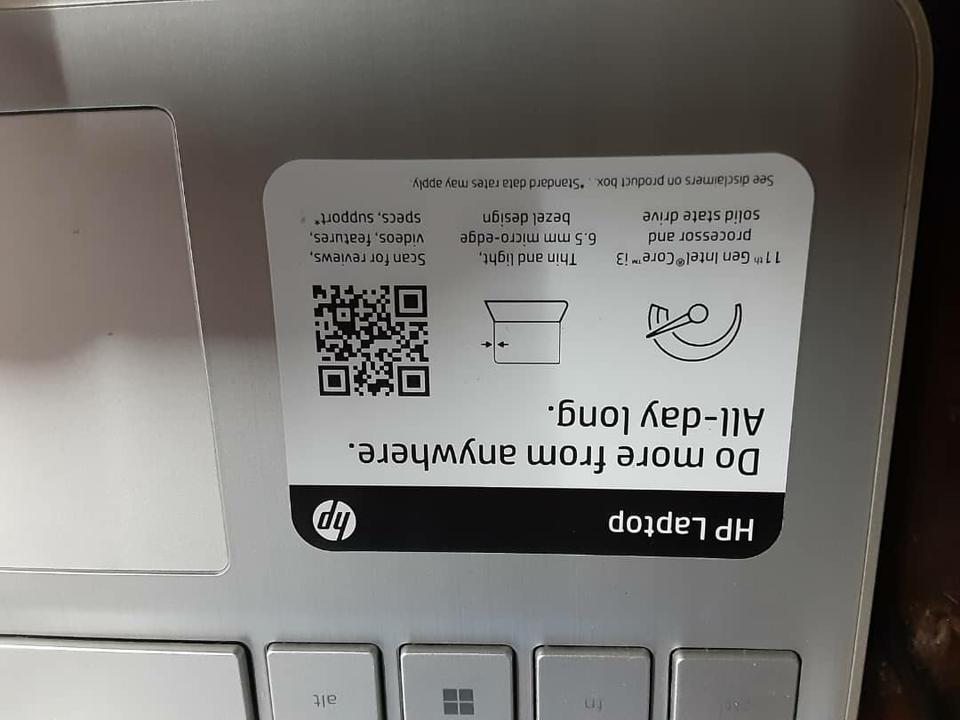 HP Laptop
hp
Do more from anywhere.
All-day long.
11th Gen Intel® Core™ i3
processor and
solid state drive
Thin and light,
6.5 mm micro-edge
bezel design
Scan for reviews,
videos, features,
specs, support*
See disclaimers on product box. *Standard data rates may apply.
ctrl
fn
alt